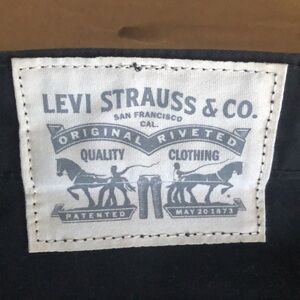 LEVI STRAUSS & CO.
SAN FRANCISCO
CAL.
ORIGINAL RIVETED
QUALITY CLOTHING
PATENTED MAY 20 1873